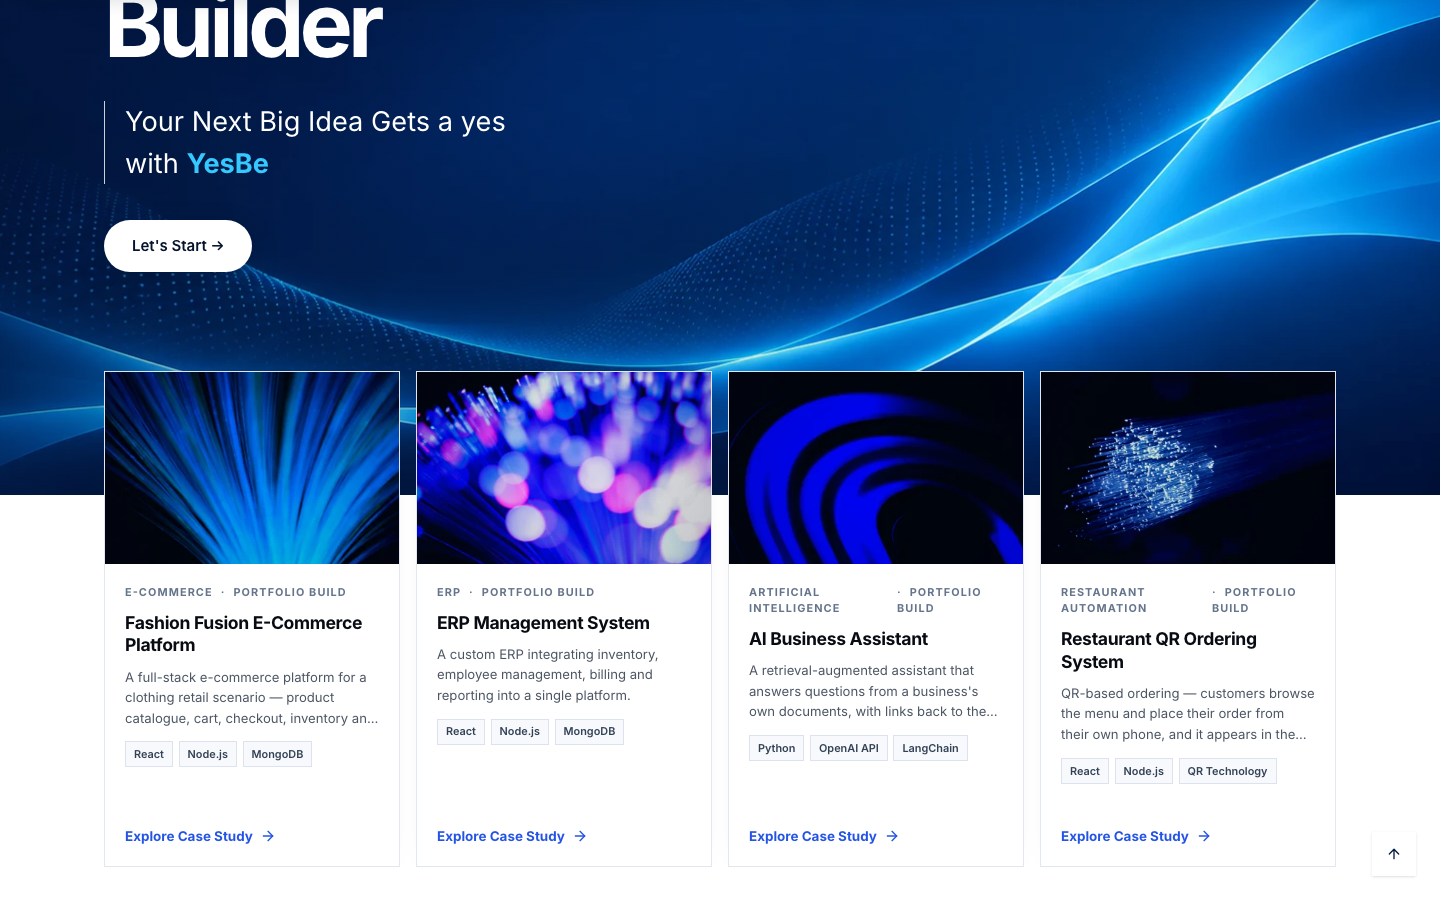 Builder
Your Next Big Idea Gets a yes
with YesBe
Let's Start →
E-COMMERCE · PORTFOLIO BUILD
Fashion Fusion E-Commerce
Platform
A full-stack e-commerce platform for a
clothing retail scenario — product
catalogue, cart, checkout, inventory an...
React Node.js MongoDB
Explore Case Study →
ERP · PORTFOLIO BUILD
ERP Management System
A custom ERP integrating inventory,
employee management, billing and
reporting into a single platform.
React Node.js MongoDB
Explore Case Study →
ARTIFICIAL · PORTFOLIO
INTELLIGENCE BUILD
AI Business Assistant
A retrieval-augmented assistant that
answers questions from a business's
own documents, with links back to the...
Python OpenAI API LangChain
Explore Case Study →
RESTAURANT · PORTFOLIO
AUTOMATION BUILD
Restaurant QR Ordering
System
QR-based ordering — customers browse
the menu and place their order from
their own phone, and it appears in the...
React Node.js QR Technology
Explore Case Study →